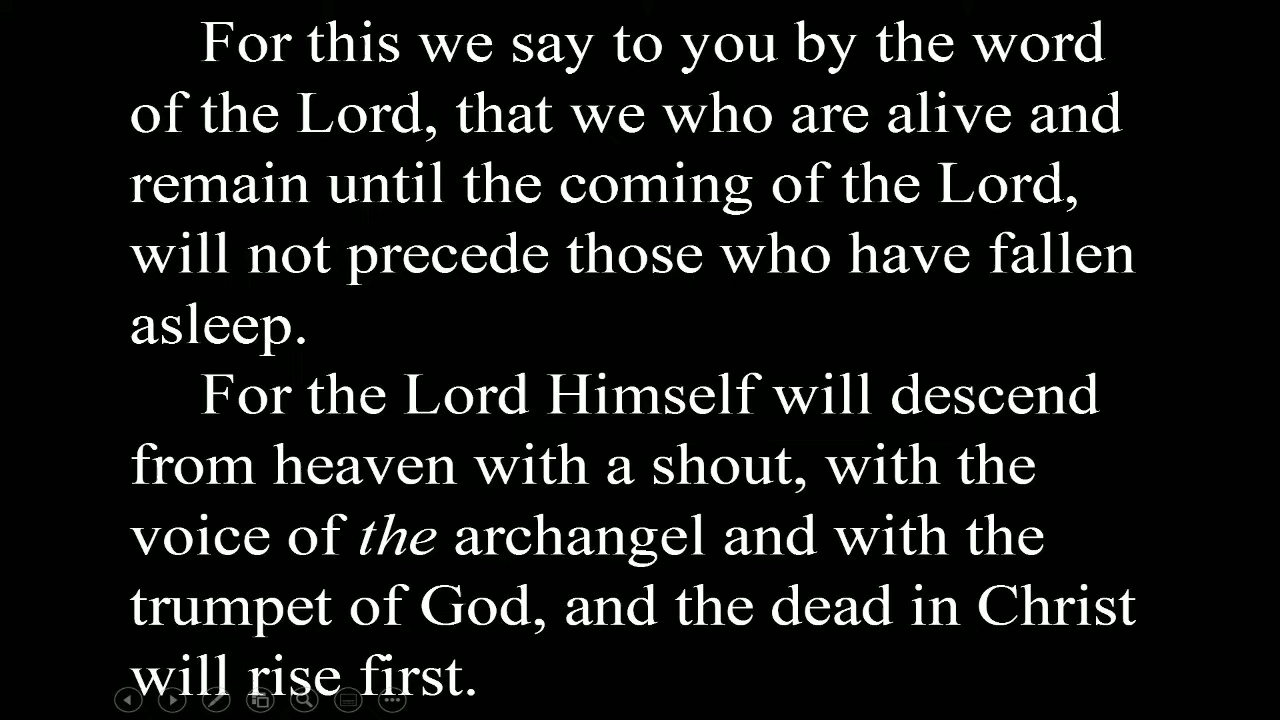 For this we say to you by the word
of the Lord, that we who are alive and
remain until the coming of the Lord,
will not precede those who have fallen
asleep.
For the Lord Himself will descend
from heaven with a shout, with the
voice of the archangel and with the
trumpet of God, and the dead in Christ
will rise first.